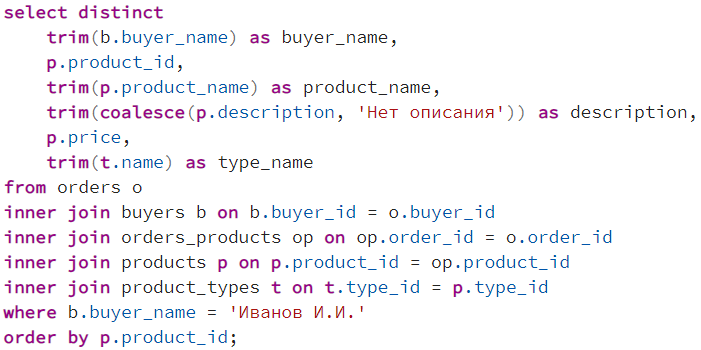 select distinct
    trim(b.buyer_name) as buyer_name,
    p.product_id,
    trim(p.product_name) as product_name,
    trim(coalesce(p.description, 'Нет описания')) as description,
    p.price,
    trim(t.name) as type_name
from orders o
inner join buyers b on b.buyer_id = o.buyer_id
inner join orders_products op on op.order_id = o.order_id
inner join products p on p.product_id = op.product_id
inner join product_types t on t.type_id = p.type_id
where b.buyer_name = 'Иванов И.И.'
order by p.product_id;